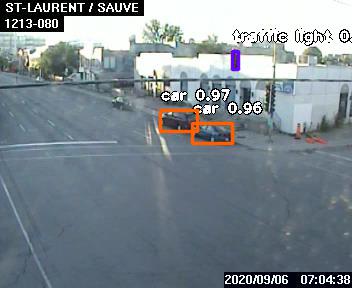 ST-LAURENT / SAUVE
1213-080
traffic light 0.
car 0.97
car 0.96
2020/09/06 07:04:38